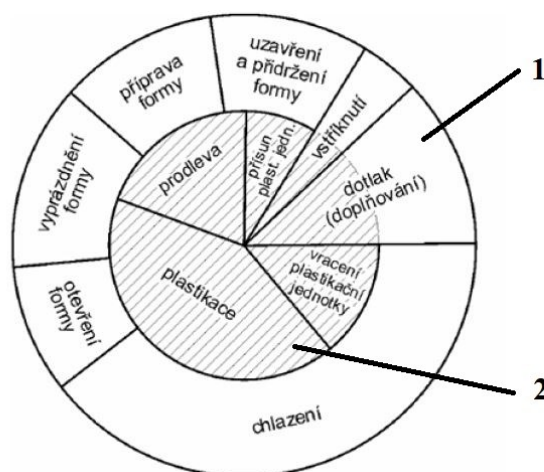 uzavření
a přidržení
formy
vstříknutí
1
dotlak
(doplňování)
přísun
plast. jedn.
příprava
formy
prodleva
vyprázdnění
formy
otevření
formy
plastikace
vracení
plastikační
jednotky
2
chlazení